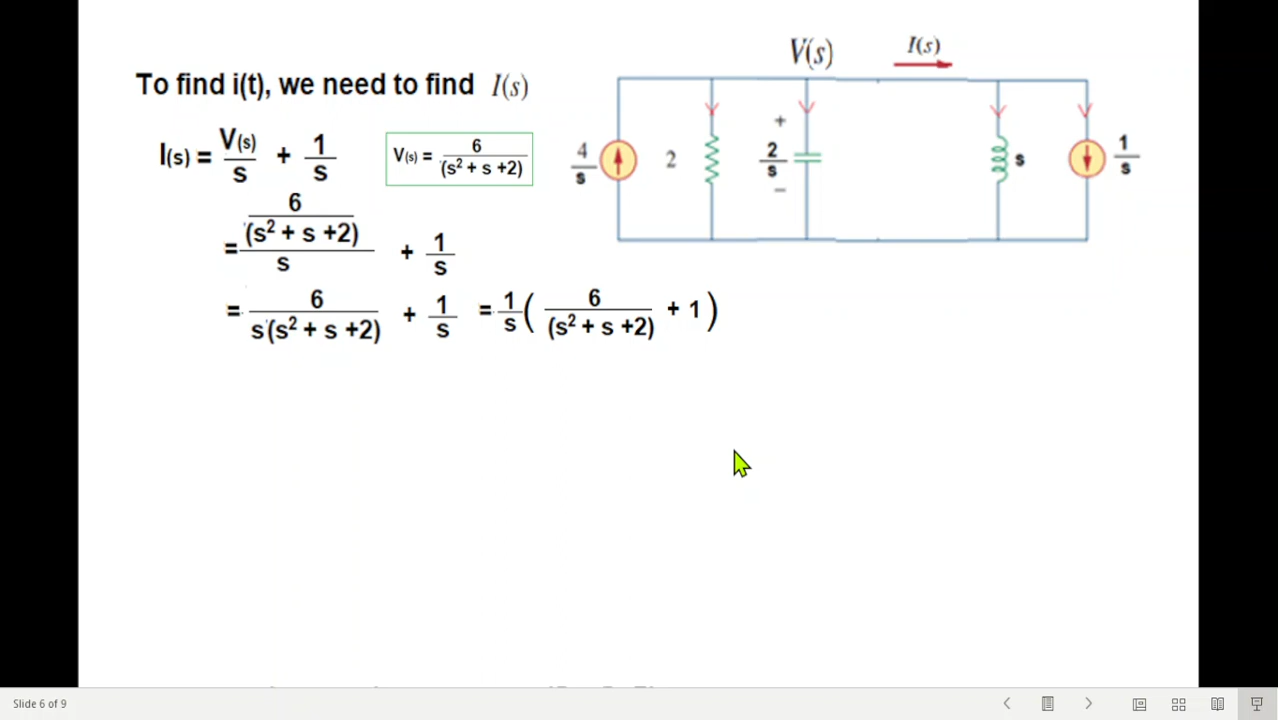 To find i(t), we need to find I(s)
I(s) = V(s)/s + 1/s
V(s) = 6/(s² + s +2)
= 6/(s² + s +2)/s + 1/s
= 6/s(s² + s +2) + 1/s = 1/s ( 6/(s² + s +2) + 1 )
V(s)
I(s)
4/s
2
+
2/s
−
s
1/s
Slide 6 of 9